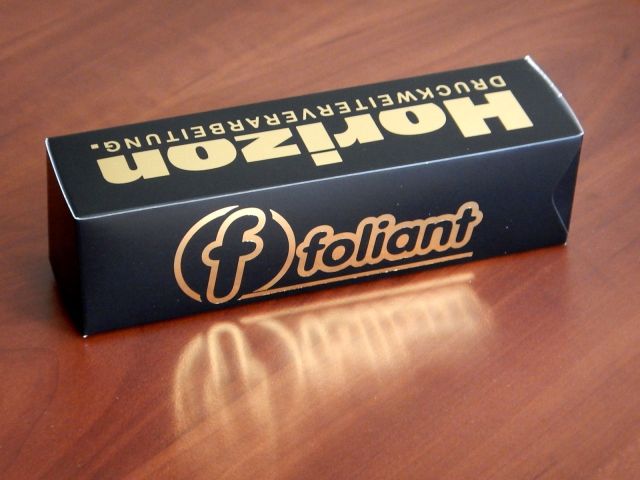 Horizon
DRUCKWEITERVERARBEITUNG.
f foliant